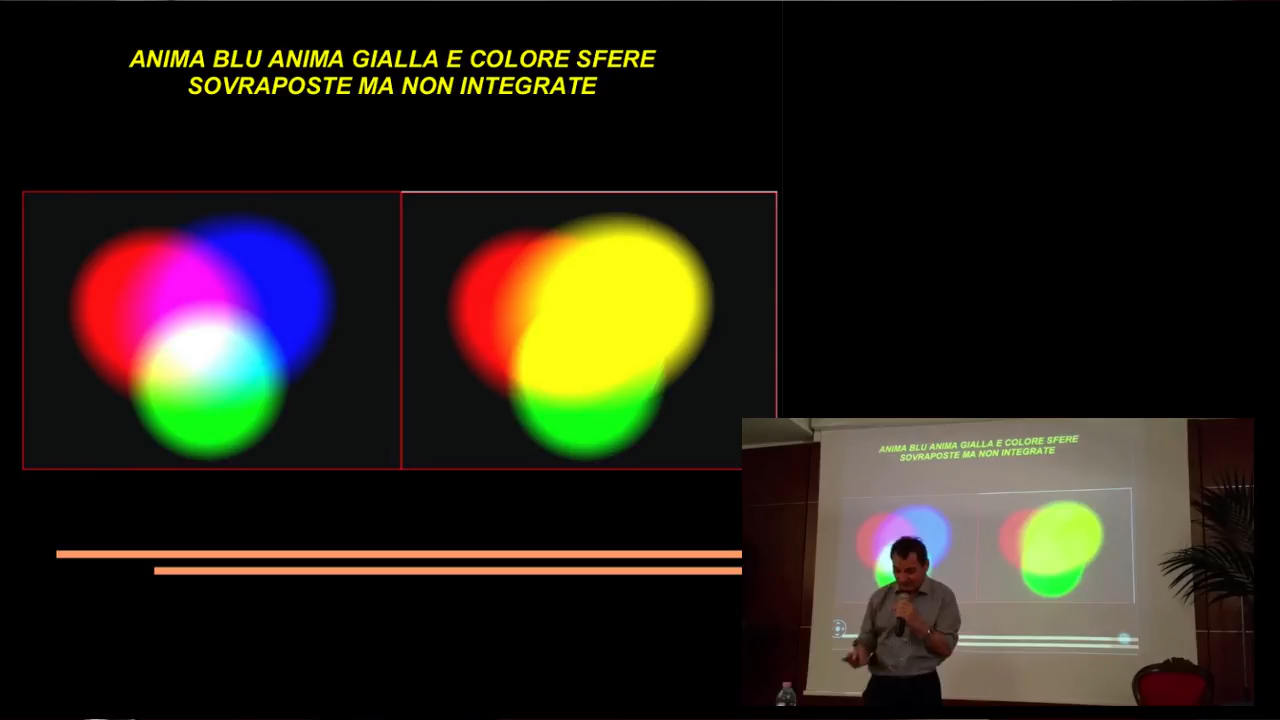 ANIMA BLU ANIMA GIALLA E COLORE SFERE
SOVRAPOSTE MA NON INTEGRATE
ANIMA BLU ANIMA GIALLA E COLORE SFERE
SOVRAPOSTE MA NON INTEGRATE